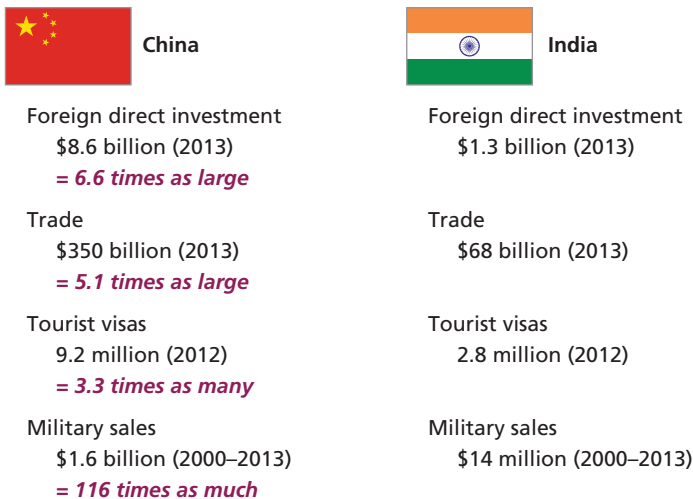 China
Foreign direct investment
$8.6 billion (2013)
= 6.6 times as large
Trade
$350 billion (2013)
= 5.1 times as large
Tourist visas
9.2 million (2012)
= 3.3 times as many
Military sales
$1.6 billion (2000–2013)
= 116 times as much
India
Foreign direct investment
$1.3 billion (2013)
Trade
$68 billion (2013)
Tourist visas
2.8 million (2012)
Military sales
$14 million (2000–2013)